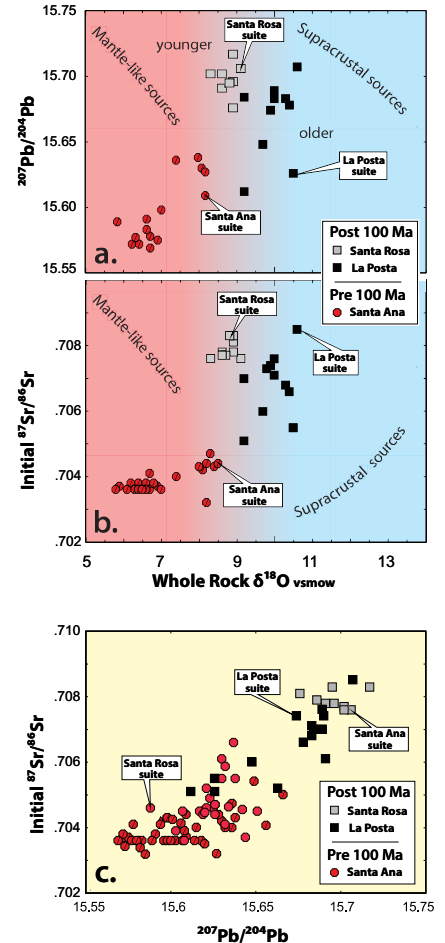 15.75
Mantle-like sources
younger
Santa Rosa
suite
Supracrustal sources
15.70
²⁰⁷Pb/²⁰⁴Pb
15.65
older
La Posta
suite
15.60
Santa Ana
suite
a.
15.55
Post 100 Ma
Santa Rosa
La Posta
Pre 100 Ma
Santa Ana
Mantle-like sources
Santa Rosa
suite
.708
La Posta
suite
Initial ⁸⁷Sr/⁸⁶Sr
.706
.704
Santa Ana
suite
Supracrustal sources
b.
.702
5 7 9 11 13
Whole Rock δ¹⁸O VSMOW
.710
La Posta
suite
.708
Santa Ana
suite
Initial ⁸⁷Sr/⁸⁶Sr
.706
Santa Rosa
suite
.704
Post 100 Ma
Santa Rosa
La Posta
Pre 100 Ma
Santa Ana
c.
.702
15.55 15.6 15.65 15.7 15.75
²⁰⁷Pb/²⁰⁴Pb